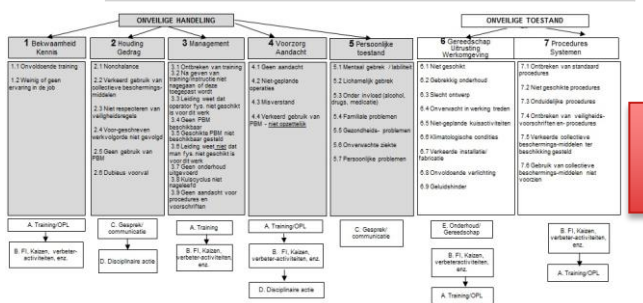 ONVEILIGE HANDELING
ONVEILIGE TOESTAND
1 Bekwaamheid
Kennis
1.1 Onvoldoende training
1.2 Weinig of geen
ervaring in de job
A. Training/OPL
B. FI, Kaizen,
verbeter-
activiteiten, enz.
2 Houding
Gedrag
2.1 Nonchalance
2.2 Verkeerd gebruik van
collectieve beschermings-
middelen
2.3 Niet respecteren van
veiligheidsregels
2.4 Voor-geschreven
werkvolgorde niet gevolgd
2.5 Geen gebruik van
PBM
2.6 Dubieus voorval
C. Gesprek/
communicatie
D. Disciplinaire actie
3 Management
3.1 Ontbreken van training
3.2 Na geven van
training/instructie niet
nagegaan of deze
toegepast wordt
3.3 Leiding weet dat
operator fys. niet geschikt
is voor dit werk
3.4 Geen PBM
beschikbaar
3.5 Geschikte PBM niet
beschikbaar gesteld
3.6 Leiding weet niet dat
man fys. niet geschikt is
voor dit werk
3.7 Geen onderhoud
uitgevoerd
3.8 Kuiscyclus niet
nageleefd
3.9 Geen aandacht voor
procedures en
voorschriften
A. Training
B. FI, Kaizen,
verbeter-activiteiten,
enz.
4 Voorzorg
Aandacht
4.1 Geen aandacht
4.2 Niet-geplands
operaties
4.3 Misverstand
4.4 Verkeerd gebruik van
PBM - niet opzettelijk
A. Training/OPL
B. FI, Kaizen,
verbeter-activiteiten,
enz.
D. Disciplinaire actie
5 Persoonlijke
toestand
5.1 Mentaal gebrek / labiliteit
5.2 Lichamelijk gebrek
5.3 Onder invloed (alcohol,
drugs, medicatie)
5.4 Familiale problemen
5.5 Gezondheids- problemen
5.6 Onverwachte ziekte
5.7 Persoonlijke problemen
C. Gesprek/
communicatie
6 Gereedschap
Uitrusting
Werkomgeving
6.1 Niet geschikt
6.2 Gebrekkig onderhoud
6.3 Slecht ontwerp
6.4 Onverwacht in werking treden
6.5 Niet-geplande kuisactiviteiten
6.6 Klimatologische condities
6.7 Verkeerde installatie/
fabricatie
6.8 Onvoldoende verlichting
6.9 Geluidshinder
E. Onderhoud/
Gereedschap
B. FI, Kaizen,
verbeteractiviteiten,
enz.
A. Training/OPL
7 Procedures
Systemen
7.1 Ontbreken van standaard
procedures
7.2 Niet geschikte procedures
7.3 Onduidelijke procedures
7.4 Ontbreken van veiligheids-
voorschriften en- procedures
7.5 Verkeerde collectieve
beschermings-middelen ter
beschikking gesteld
7.6 Gebruik van collectieve
beschermings-middelen niet
voorzien
B. FI, Kaizen,
verbeter-activiteiten,
enz.
A. Training/OPL